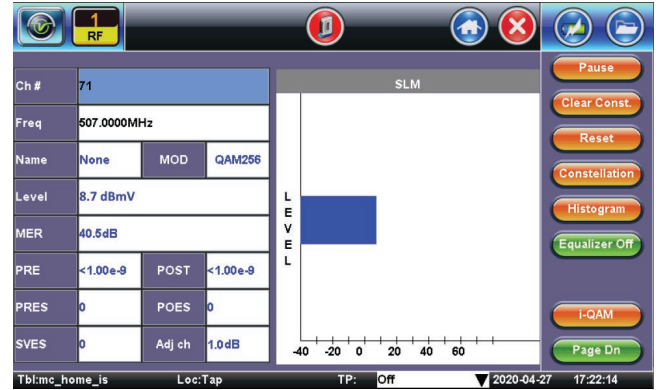 1
RF
Ch # 71
Freq 507.0000MHz
Name None MOD QAM256
Level 8.7 dBmV
MER 40.5dB
PRE <1.00e-9 POST <1.00e-9
PRES 0 POES 0
SVES 0 Adj ch 1.0dB
SLM
LEVEL
-40 -20 0 20 40 60
Pause
Clear Const.
Reset
Constellation
Histogram
Equalizer Off
i-QAM
Page Dn
Tbl:mc_home_is Loc:Tap TP: Off 2020-04-27 17:22:14